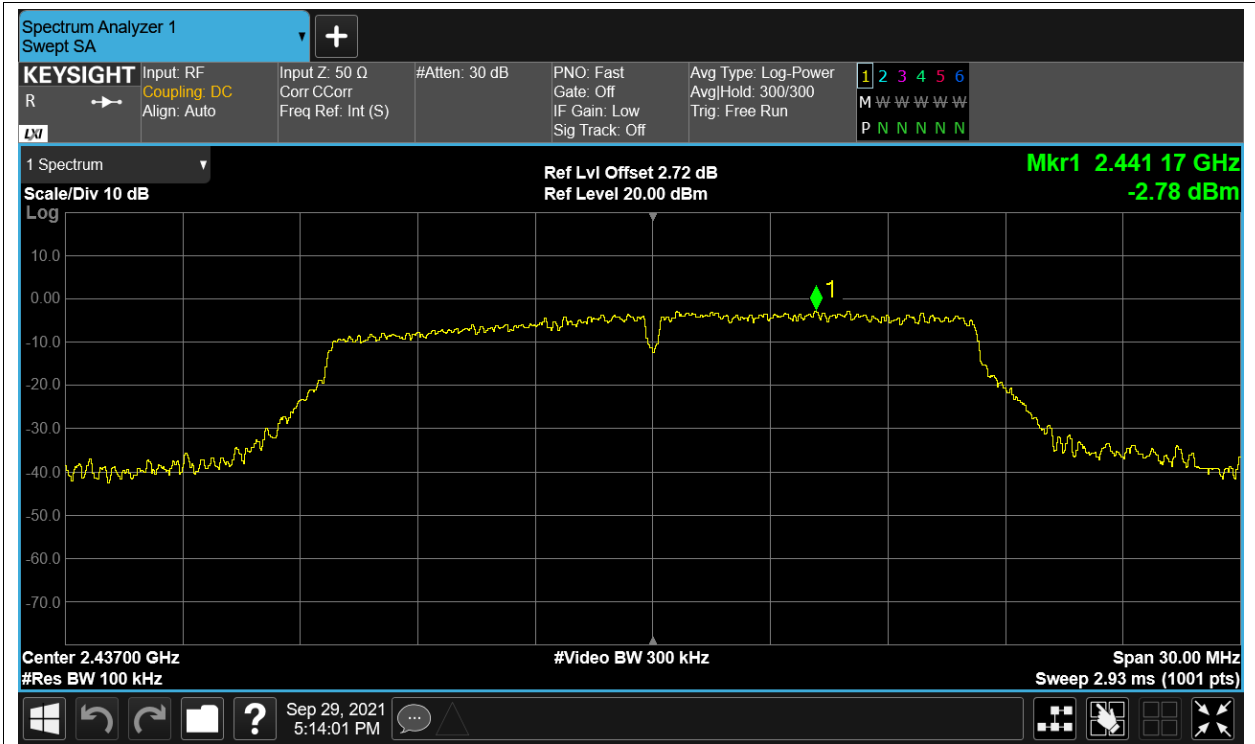 Spectrum Analyzer 1
Swept SA
KEYSIGHT
R
LXI
Input: RF
Coupling: DC
Align: Auto
Input Z: 50 Ω
Corr CCorr
Freq Ref: Int (S)
#Atten: 30 dB
PNO: Fast
Gate: Off
IF Gain: Low
Sig Track: Off
Avg Type: Log-Power
Avg|Hold: 300/300
Trig: Free Run
1 2 3 4 5 6
M W W W W W
P N N N N N
1 Spectrum
Scale/Div 10 dB
Ref Lvl Offset 2.72 dB
Ref Level 20.00 dBm
Mkr1 2.441 17 GHz
-2.78 dBm
Log
10.0
0.00
-10.0
-20.0
-30.0
-40.0
-50.0
-60.0
-70.0
1
Center 2.43700 GHz
#Res BW 100 kHz
#Video BW 300 kHz
Span 30.00 MHz
Sweep 2.93 ms (1001 pts)
?
Sep 29, 2021
5:14:01 PM